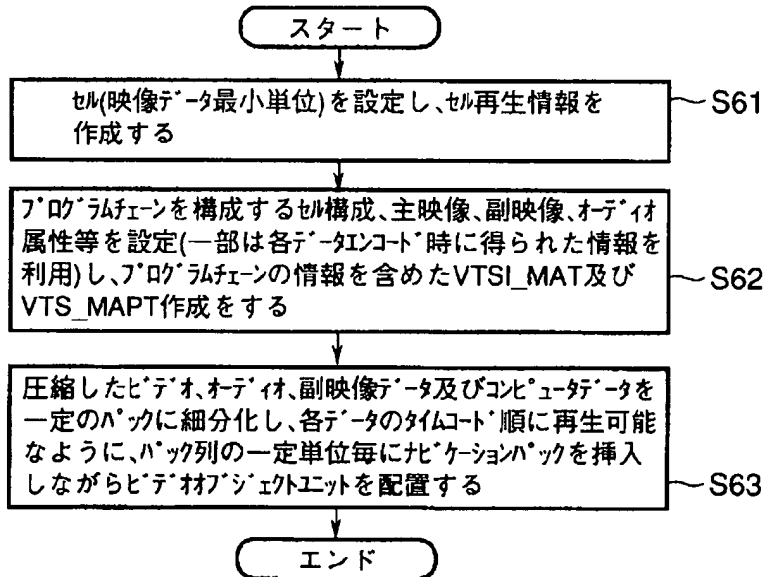 スタート
セル(映像ﾃﾞｰﾀ最小単位)を設定し、ｾﾙ再生情報を
作成する
S61
ﾌﾟﾛｸﾞﾗﾑﾁｪｰﾝを構成するｾﾙ構成、主映像、副映像、ｵｰﾃﾞｨｵ
属性等を設定(一部は各ﾃﾞｰﾀｴﾝｺｰﾄﾞ時に得られた情報を
利用)し、ﾌﾟﾛｸﾞﾗﾑﾁｪｰﾝの情報を含めたVTSI_MAT及び
VTS_MAPT作成をする
S62
圧縮したﾋﾞﾃﾞｵ、ｵｰﾃﾞｨｵ、副映像ﾃﾞｰﾀ及びｺﾝﾋﾟｭｰﾀﾃﾞｰﾀを
一定のﾊﾟｯｸに細分化し、各ﾃﾞｰﾀのﾀｲﾑｺｰﾄﾞ順に再生可能
なように、ﾊﾟｯｸ列の一定単位毎にﾅﾋﾞｹﾞｰｼｮﾝﾊﾟｯｸを挿入
しながらﾋﾞﾃﾞｵｵﾌﾞｼﾞｪｸﾄﾕﾆｯﾄを配置する
S63
エンド